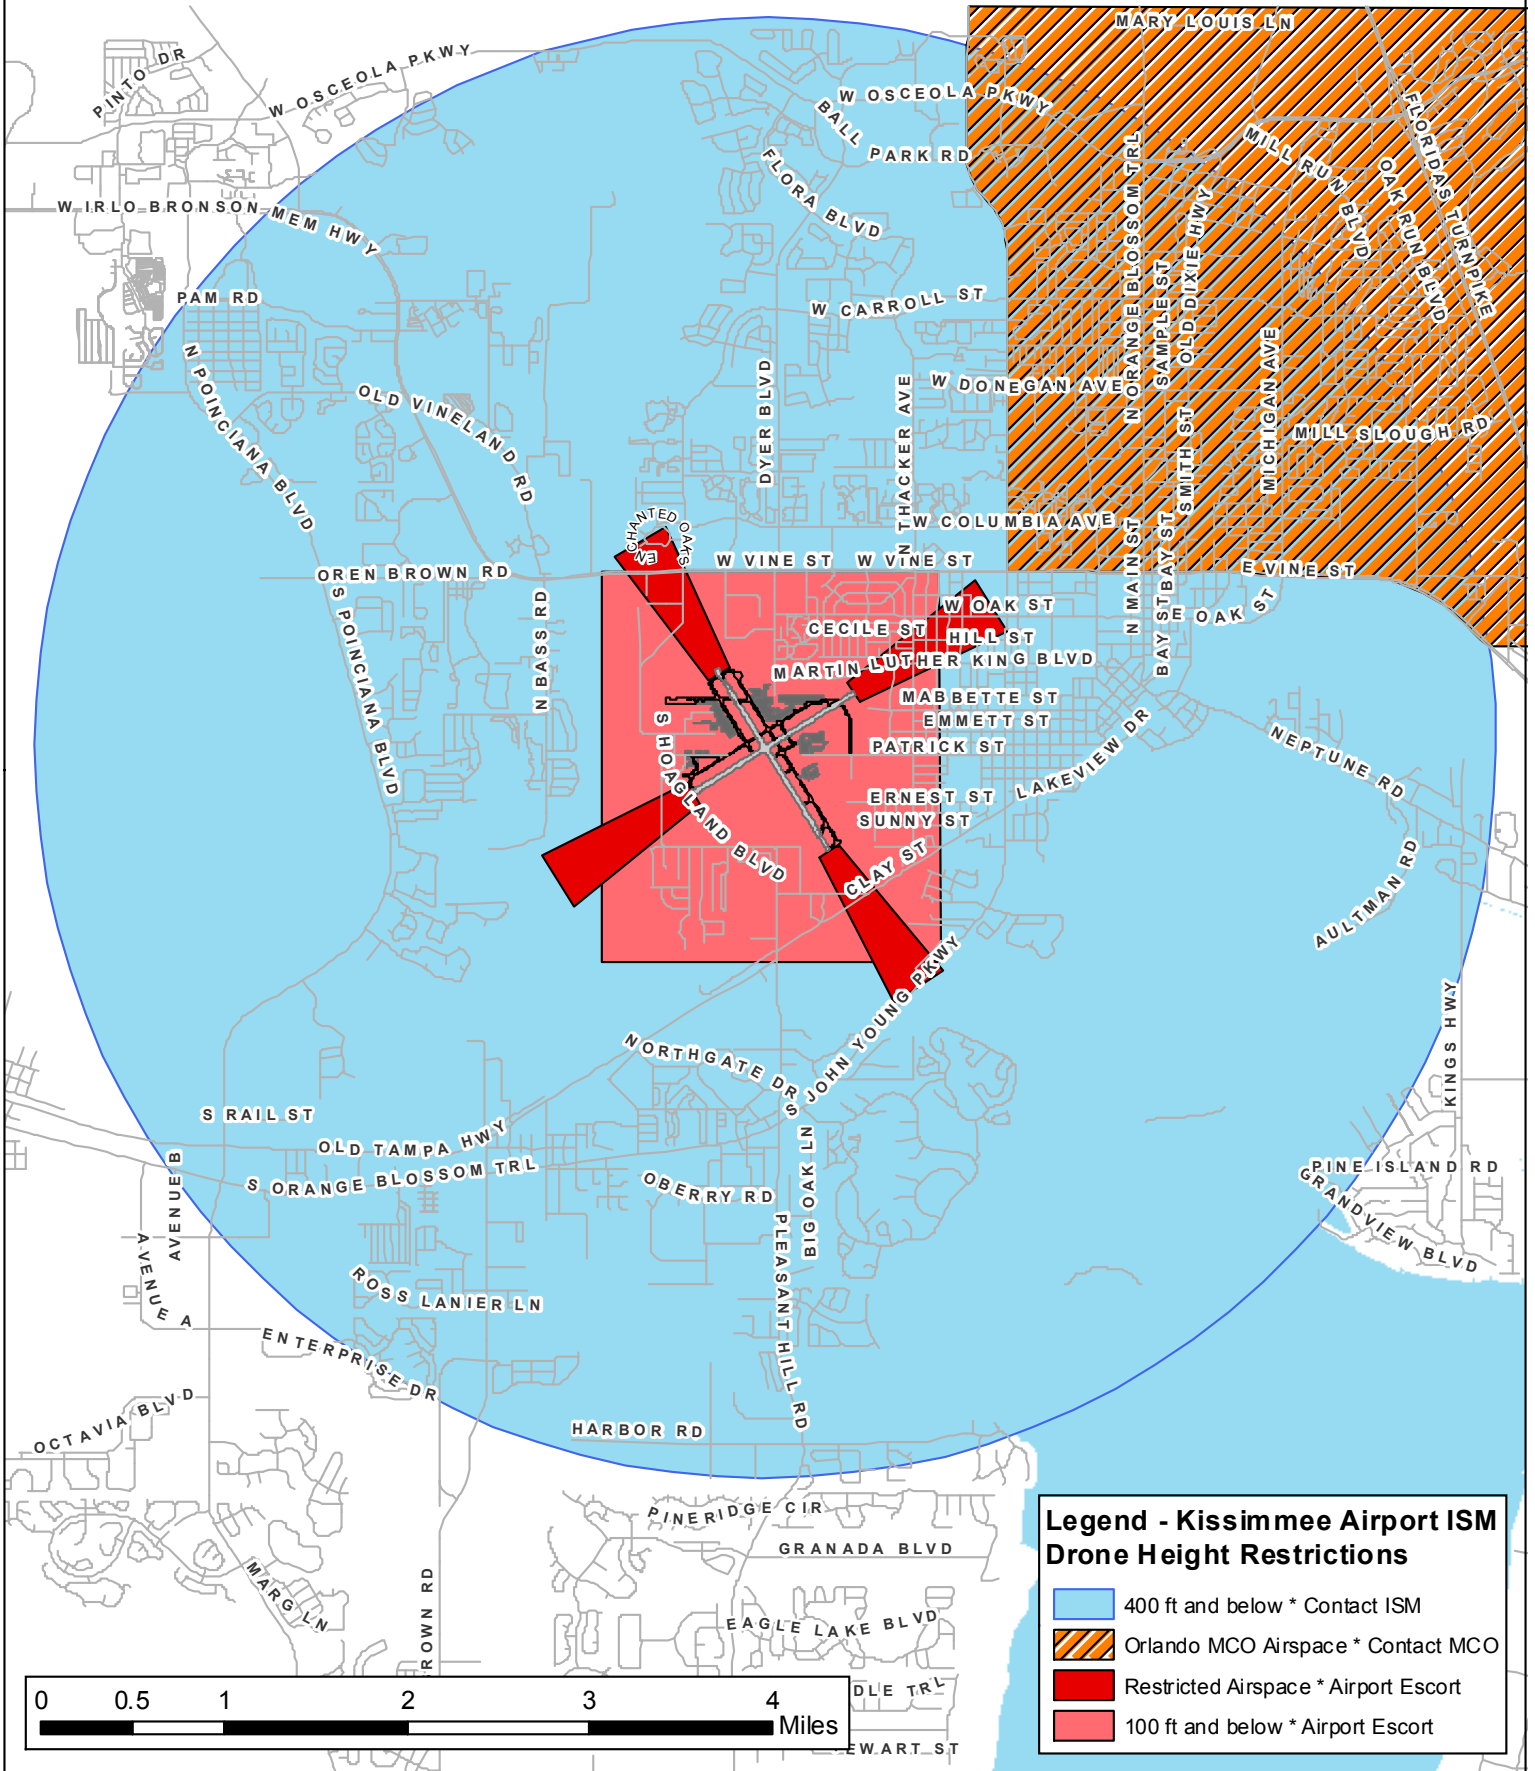 MARY LOUIS LN
PINTO DR
W OSCEOLA PKWY
W OSCEOLA PKWY
BALL PARK RD
FLORA BLVD
FLORIDAS TURNPIKE
MILL RUN BLVD
OAK RUN BLVD
W IRLO BRONSON MEM HWY
N ORANGE BLOSSOM TRL
OLD DIXIE HWY
SAMPLE ST
PAM RD
W CARROLL ST
N POINCIANA BLVD
OLD VINELAND RD
DYER BLVD
N THACKER AVE
W DONEGAN AVE
SMITH ST
MICHIGAN AVE
MILL SLOUGH RD
ENCHANTED OAKS
W COLUMBIA AVE
N MAIN ST
BAY ST
BAY ST
OREN BROWN RD
W VINE ST
W VINE ST
E VINE ST
S POINCIANA BLVD
N BASS RD
W OAK ST
E OAK ST
CECILE ST
HILL ST
MARTIN LUTHER KING BLVD
MABBETTE ST
EMMETT ST
PATRICK ST
S HOAGLAND BLVD
LAKEVIEW DR
NEPTUNE RD
ERNEST ST
SUNNY ST
CLAY ST
AULTMAN RD
S JOHN YOUNG PKWY
KINGS HWY
NORTHGATE DR
S RAIL ST
OLD TAMPA HWY
S ORANGE BLOSSOM TRL
AVENUE B
AVENUE A
OBERRY RD
BIG OAK LN
PLEASANT HILL RD
PINE ISLAND RD
GRANDVIEW BLVD
ROSS LANIER LN
ENTERPRISE DR
OCTAVIA BLVD
HARBOR RD
PINERIDGE CIR
GRANADA BLVD
MARG LN
ROWN RD
EAGLE LAKE BLVD
DLE TRL
EWART ST
Legend - Kissimmee Airport ISM
Drone Height Restrictions
400 ft and below * Contact ISM
Orlando MCO Airspace * Contact MCO
Restricted Airspace * Airport Escort
100 ft and below * Airport Escort
0 0.5 1 2 3 4
Miles